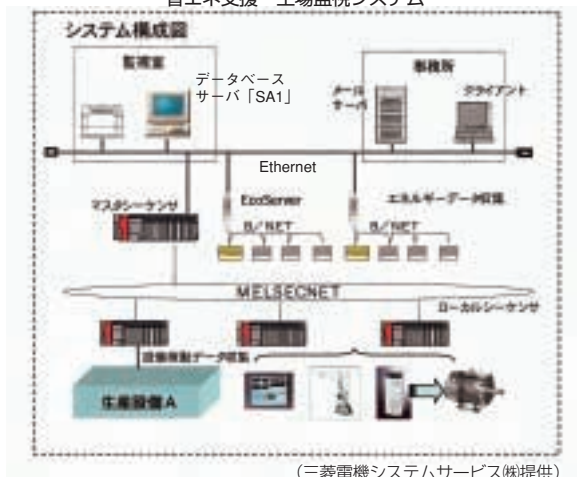 省エネ支援 工場監視システム
システム構成図
監視室
データベース
サーバ「SA1」
事務所
メール
サーバ
クライアント
Ethernet
マスタシーケンサ
EcoServer
エネルギーデータ収集
B/NET
B/NET
MELSECNET
ローカルシーケンサ
設備稼動データ収集
生産設備A
(三菱電機システムサービス㈱提供)